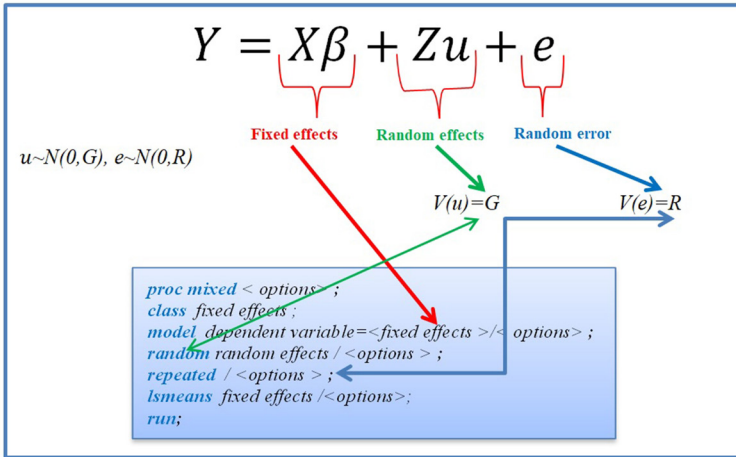 Y = Xβ + Zu + e
Fixed effects Random effects Random error
u~N(0,G), e~N(0,R)
V(u)=G V(e)=R
proc mixed < options> ;
class fixed effects ;
model dependent variable=<fixed effects >/< options> ;
random random effects / <options > ;
repeated / <options > ;
lsmeans fixed effects /<options>;
run;